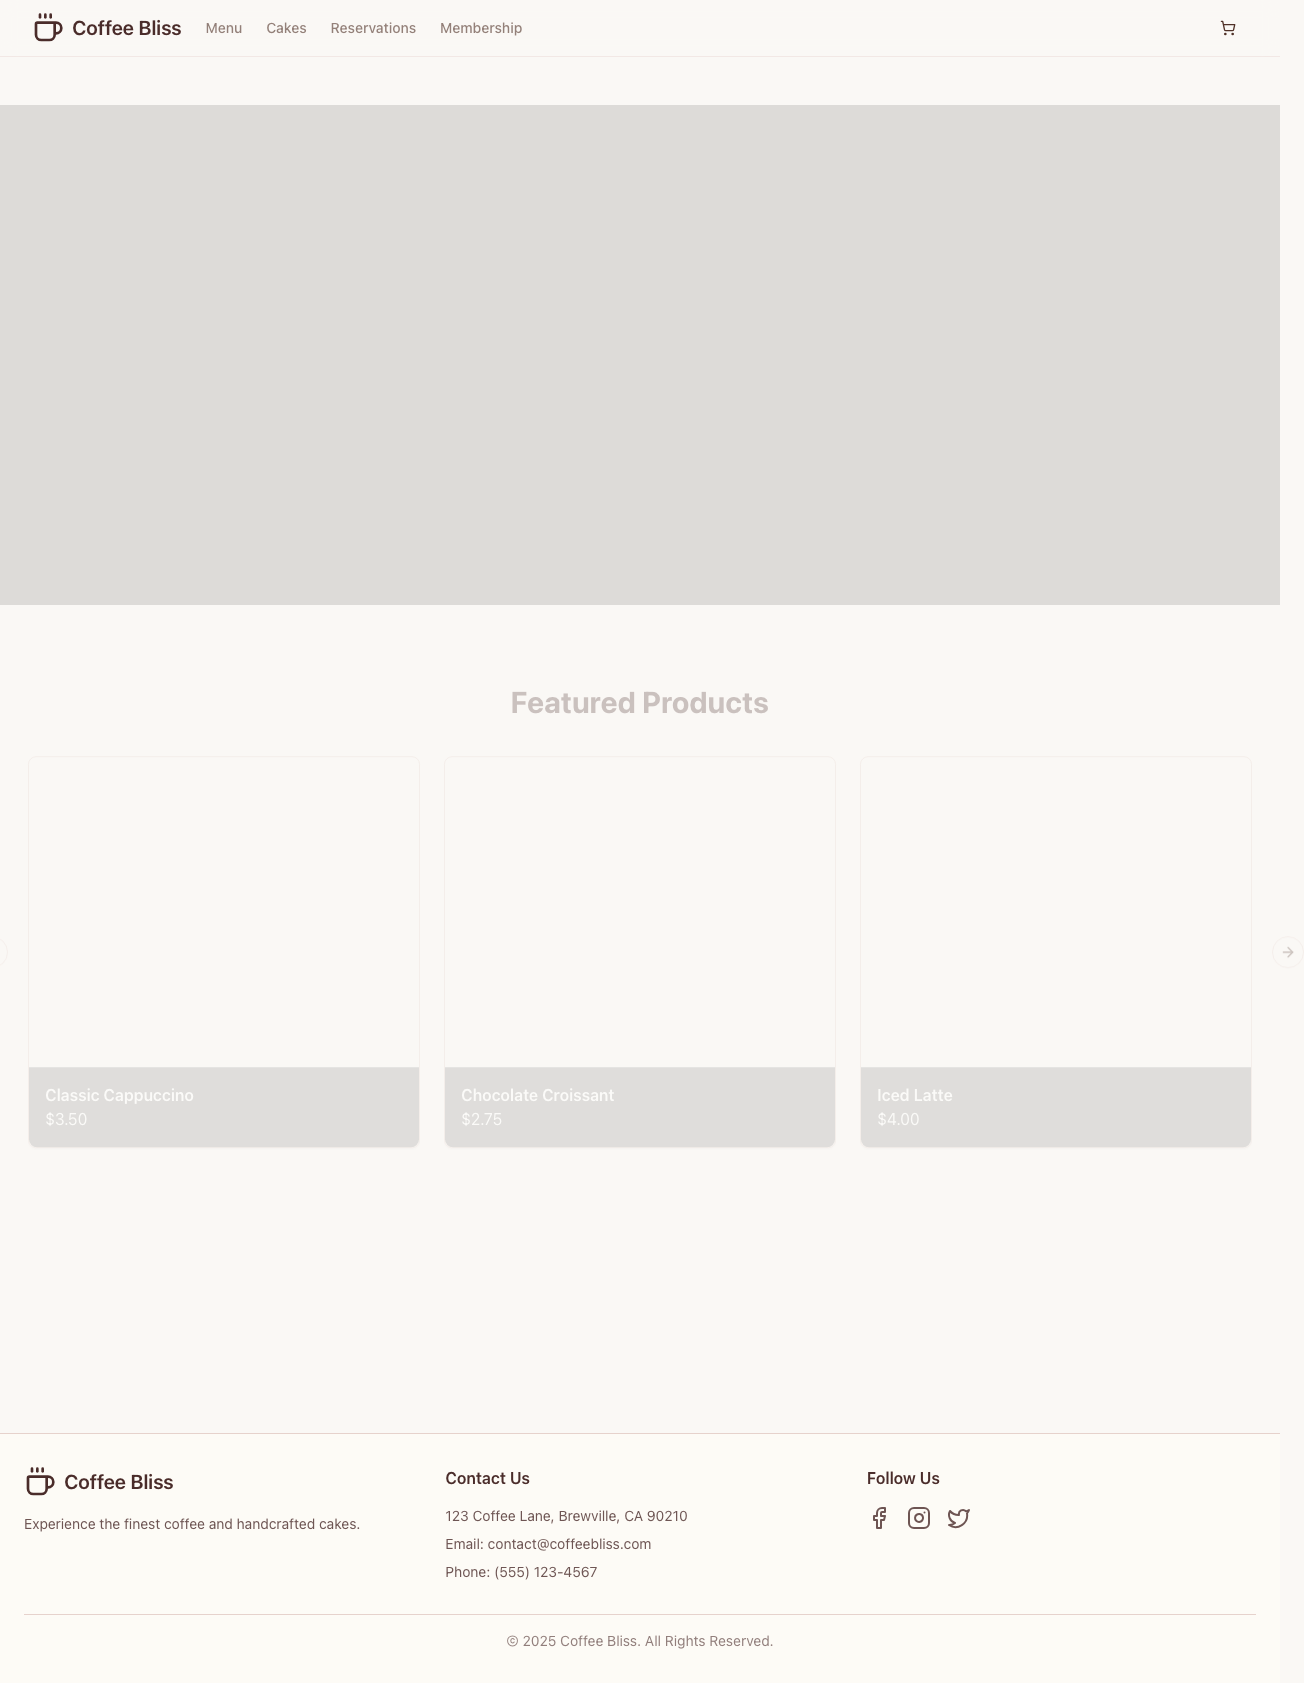 Coffee Bliss
Menu
Cakes
Reservations
Membership
Featured Products
Classic Cappuccino
$3.50
Chocolate Croissant
$2.75
Iced Latte
$4.00
Coffee Bliss
Experience the finest coffee and handcrafted cakes.
Contact Us
123 Coffee Lane, Brewville, CA 90210
Email: contact@coffeebliss.com
Phone: (555) 123-4567
Follow Us
© 2025 Coffee Bliss. All Rights Reserved.